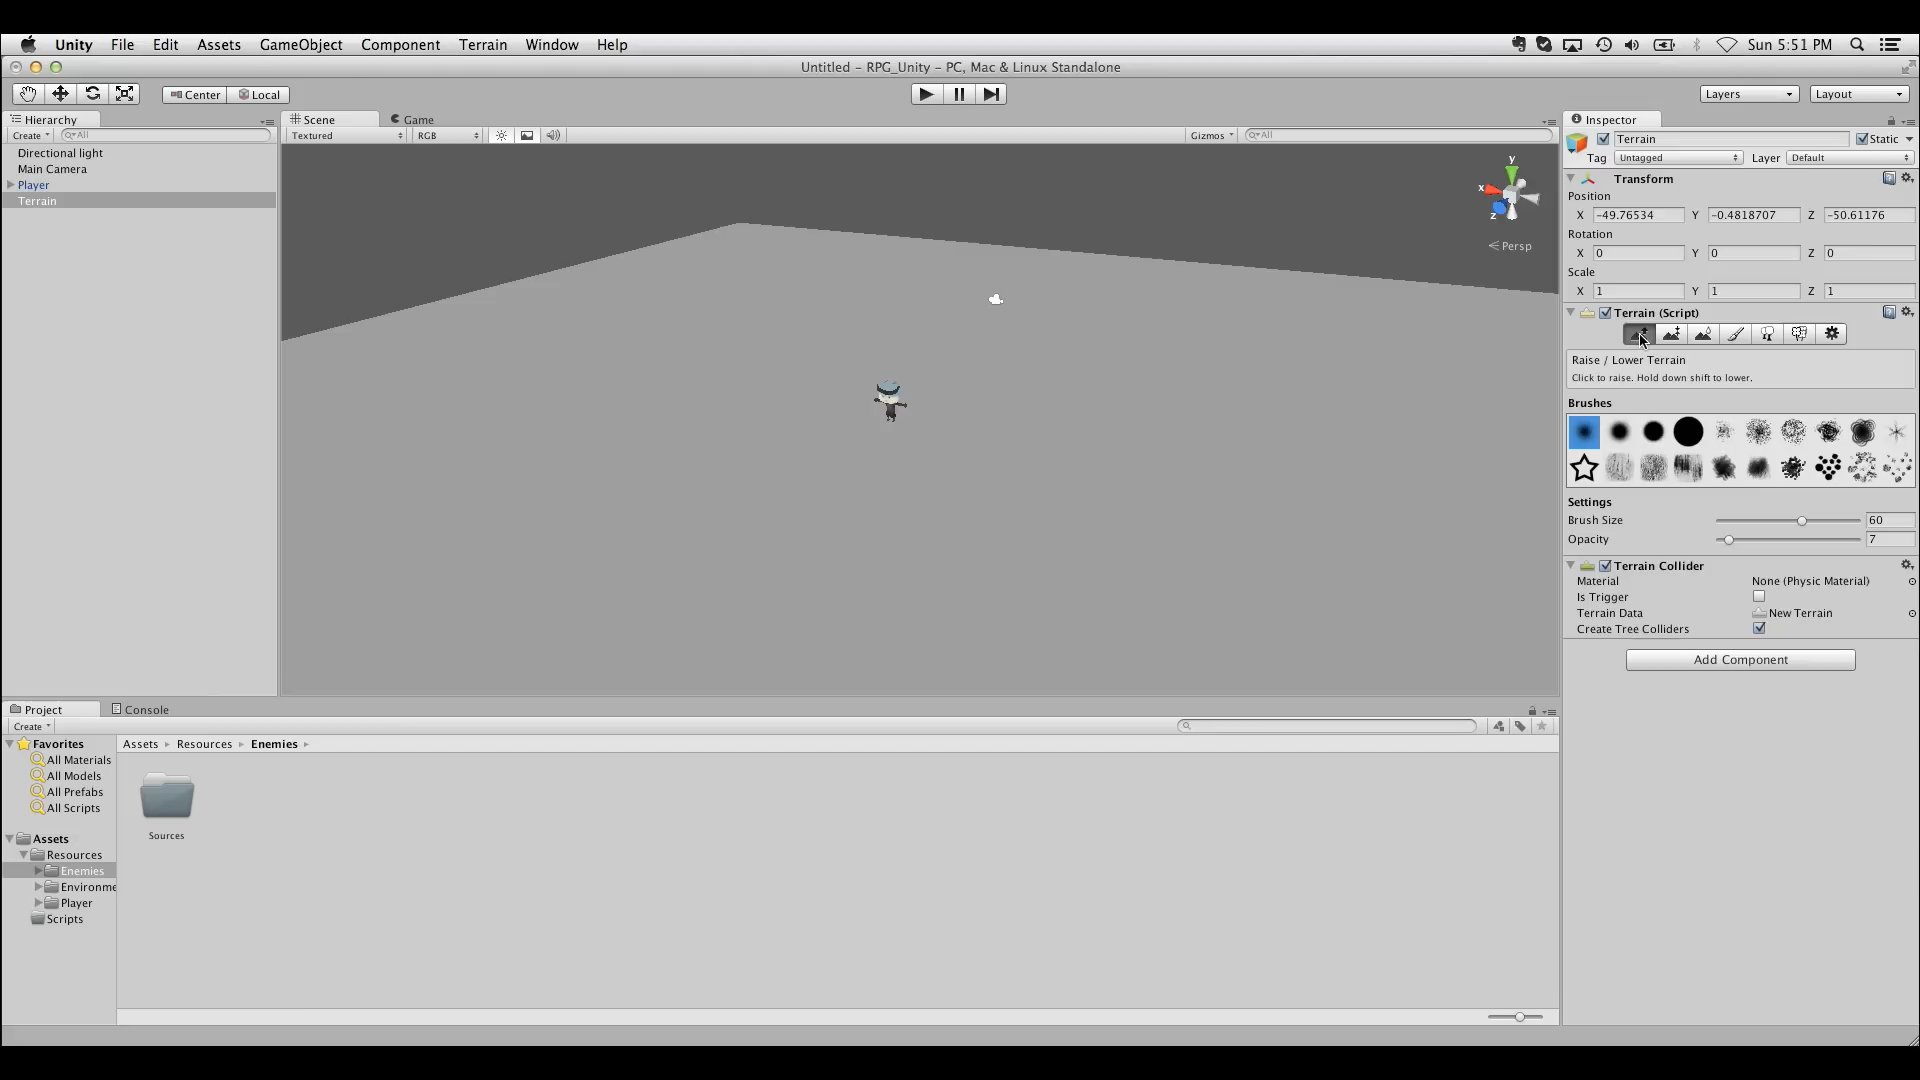 Unity File Edit Assets GameObject Component Terrain Window Help Sun 5:51 PM
Untitled – RPG_Unity – PC, Mac & Linux Standalone
Center Local Layers Layout
Hierarchy
Create All
Directional light
Main Camera
Player
Terrain
Scene Game
Textured RGB Gizmos All
y
x
z
Persp
Inspector
Terrain Static
Tag Untagged Layer Default
Transform
Position
X -49.76534 Y -0.4818707 Z -50.61176
Rotation
X 0 Y 0 Z 0
Scale
X 1 Y 1 Z 1
Terrain (Script)
Raise / Lower Terrain
Click to raise. Hold down shift to lower.
Brushes
Settings
Brush Size 60
Opacity 7
Terrain Collider
Material None (Physic Material)
Is Trigger
Terrain Data New Terrain
Create Tree Colliders
Add Component
Project Console
Create
Favorites
All Materials
All Models
All Prefabs
All Scripts
Assets
Resources
Enemies
Environme
Player
Scripts
Assets Resources Enemies
Sources